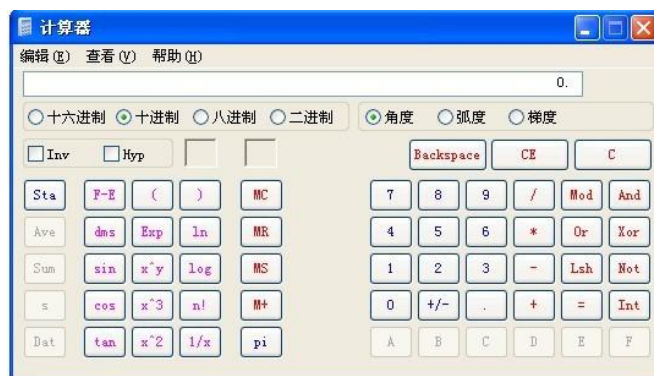 计算器
编辑(E) 查看(V) 帮助(H)
0.
十六进制 十进制 八进制 二进制 角度 弧度 梯度
Inv Hyp Backspace CE C
Sta F-E ( ) MC 7 8 9 / Mod And
Ave dms Exp ln MR 4 5 6 * Or Xor
Sum sin x^y log MS 1 2 3 - Lsh Not
s cos x^3 n! M+ 0 +/- . + = Int
Dat tan x^2 1/x pi A B C D E F